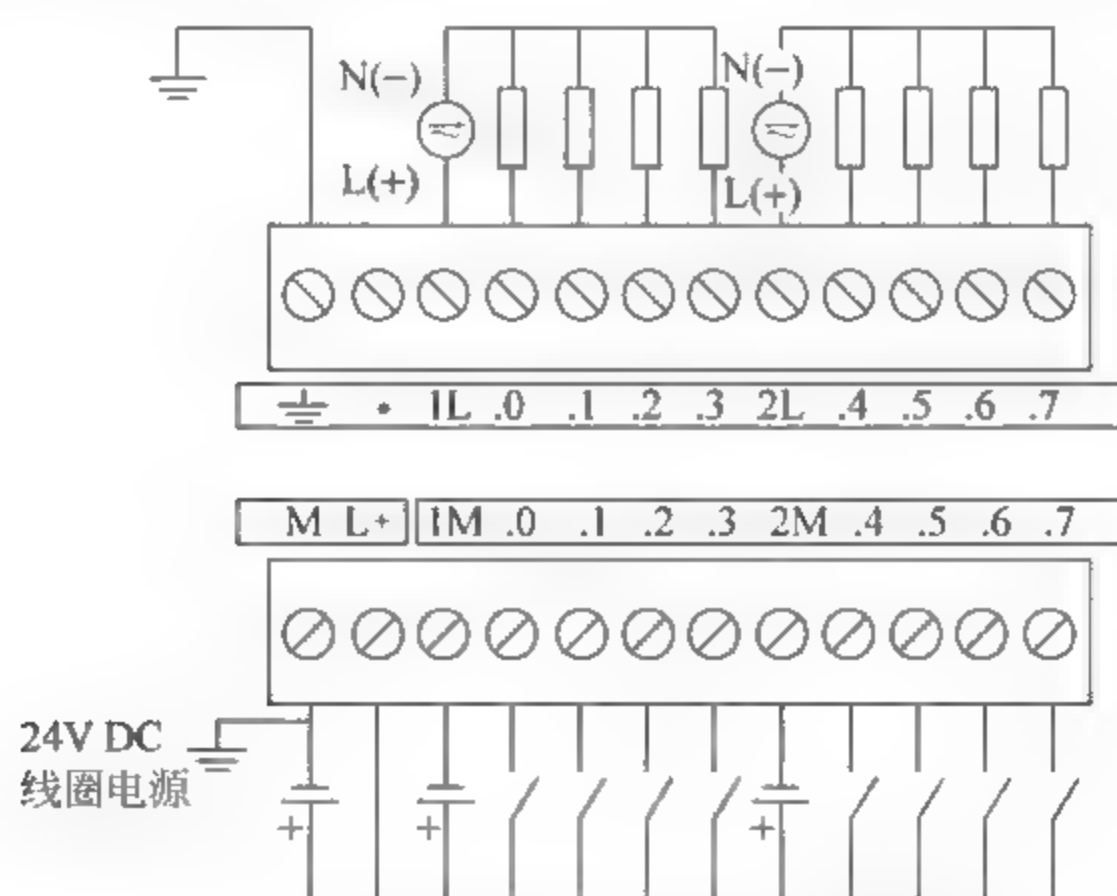 N(−)
N(−)
L(+)
L(+)
1L .0 .1 .2 .3 2L .4 .5 .6 .7
M L+ 1M .0 .1 .2 .3 2M .4 .5 .6 .7
24V DC
线圈电源
+ + +